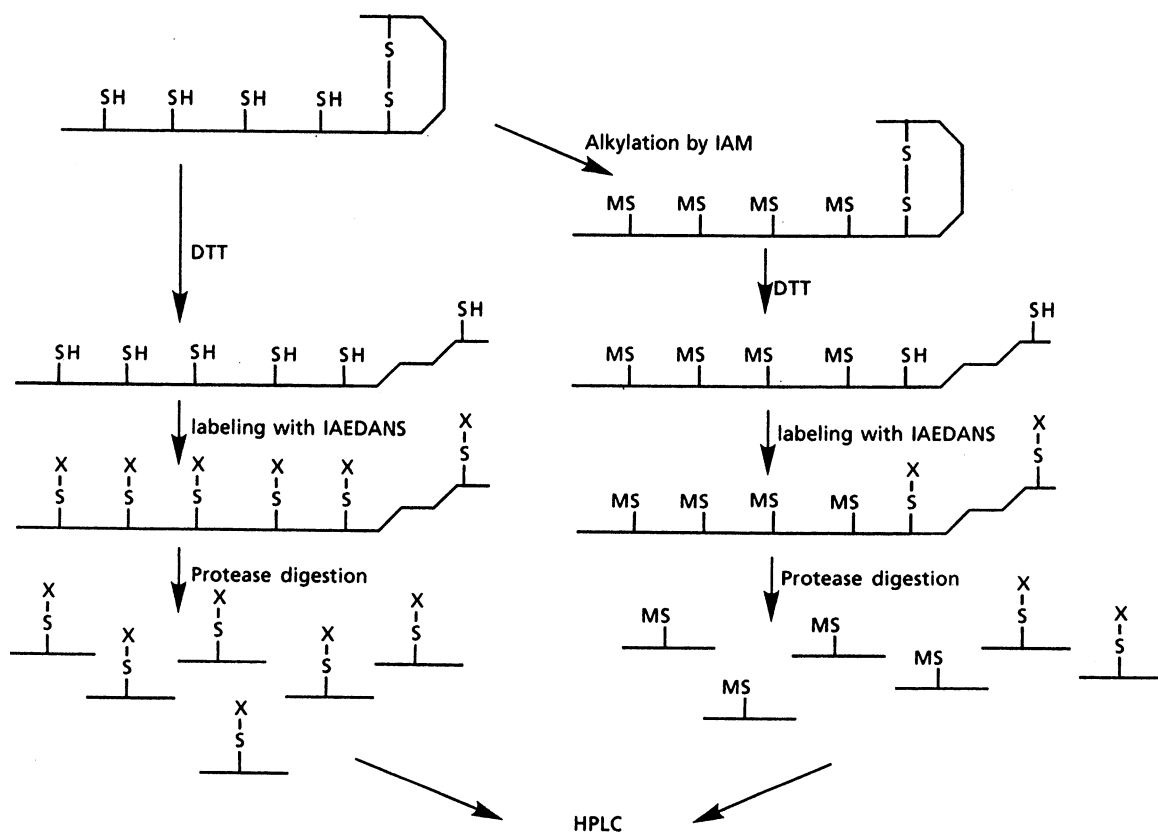 S
S
SH SH SH SH
Alkylation by IAM
S
S
MS MS MS MS
DTT
DTT
SH
SH SH SH SH SH
SH
MS MS MS MS SH
labeling with IAEDANS
X
S
X X X X X
S S S S S
labeling with IAEDANS
X
S
X
S
MS MS MS MS
Protease digestion
X X X
S S S
X X
S S
X
S
Protease digestion
X X
S S
MS MS
MS MS
HPLC